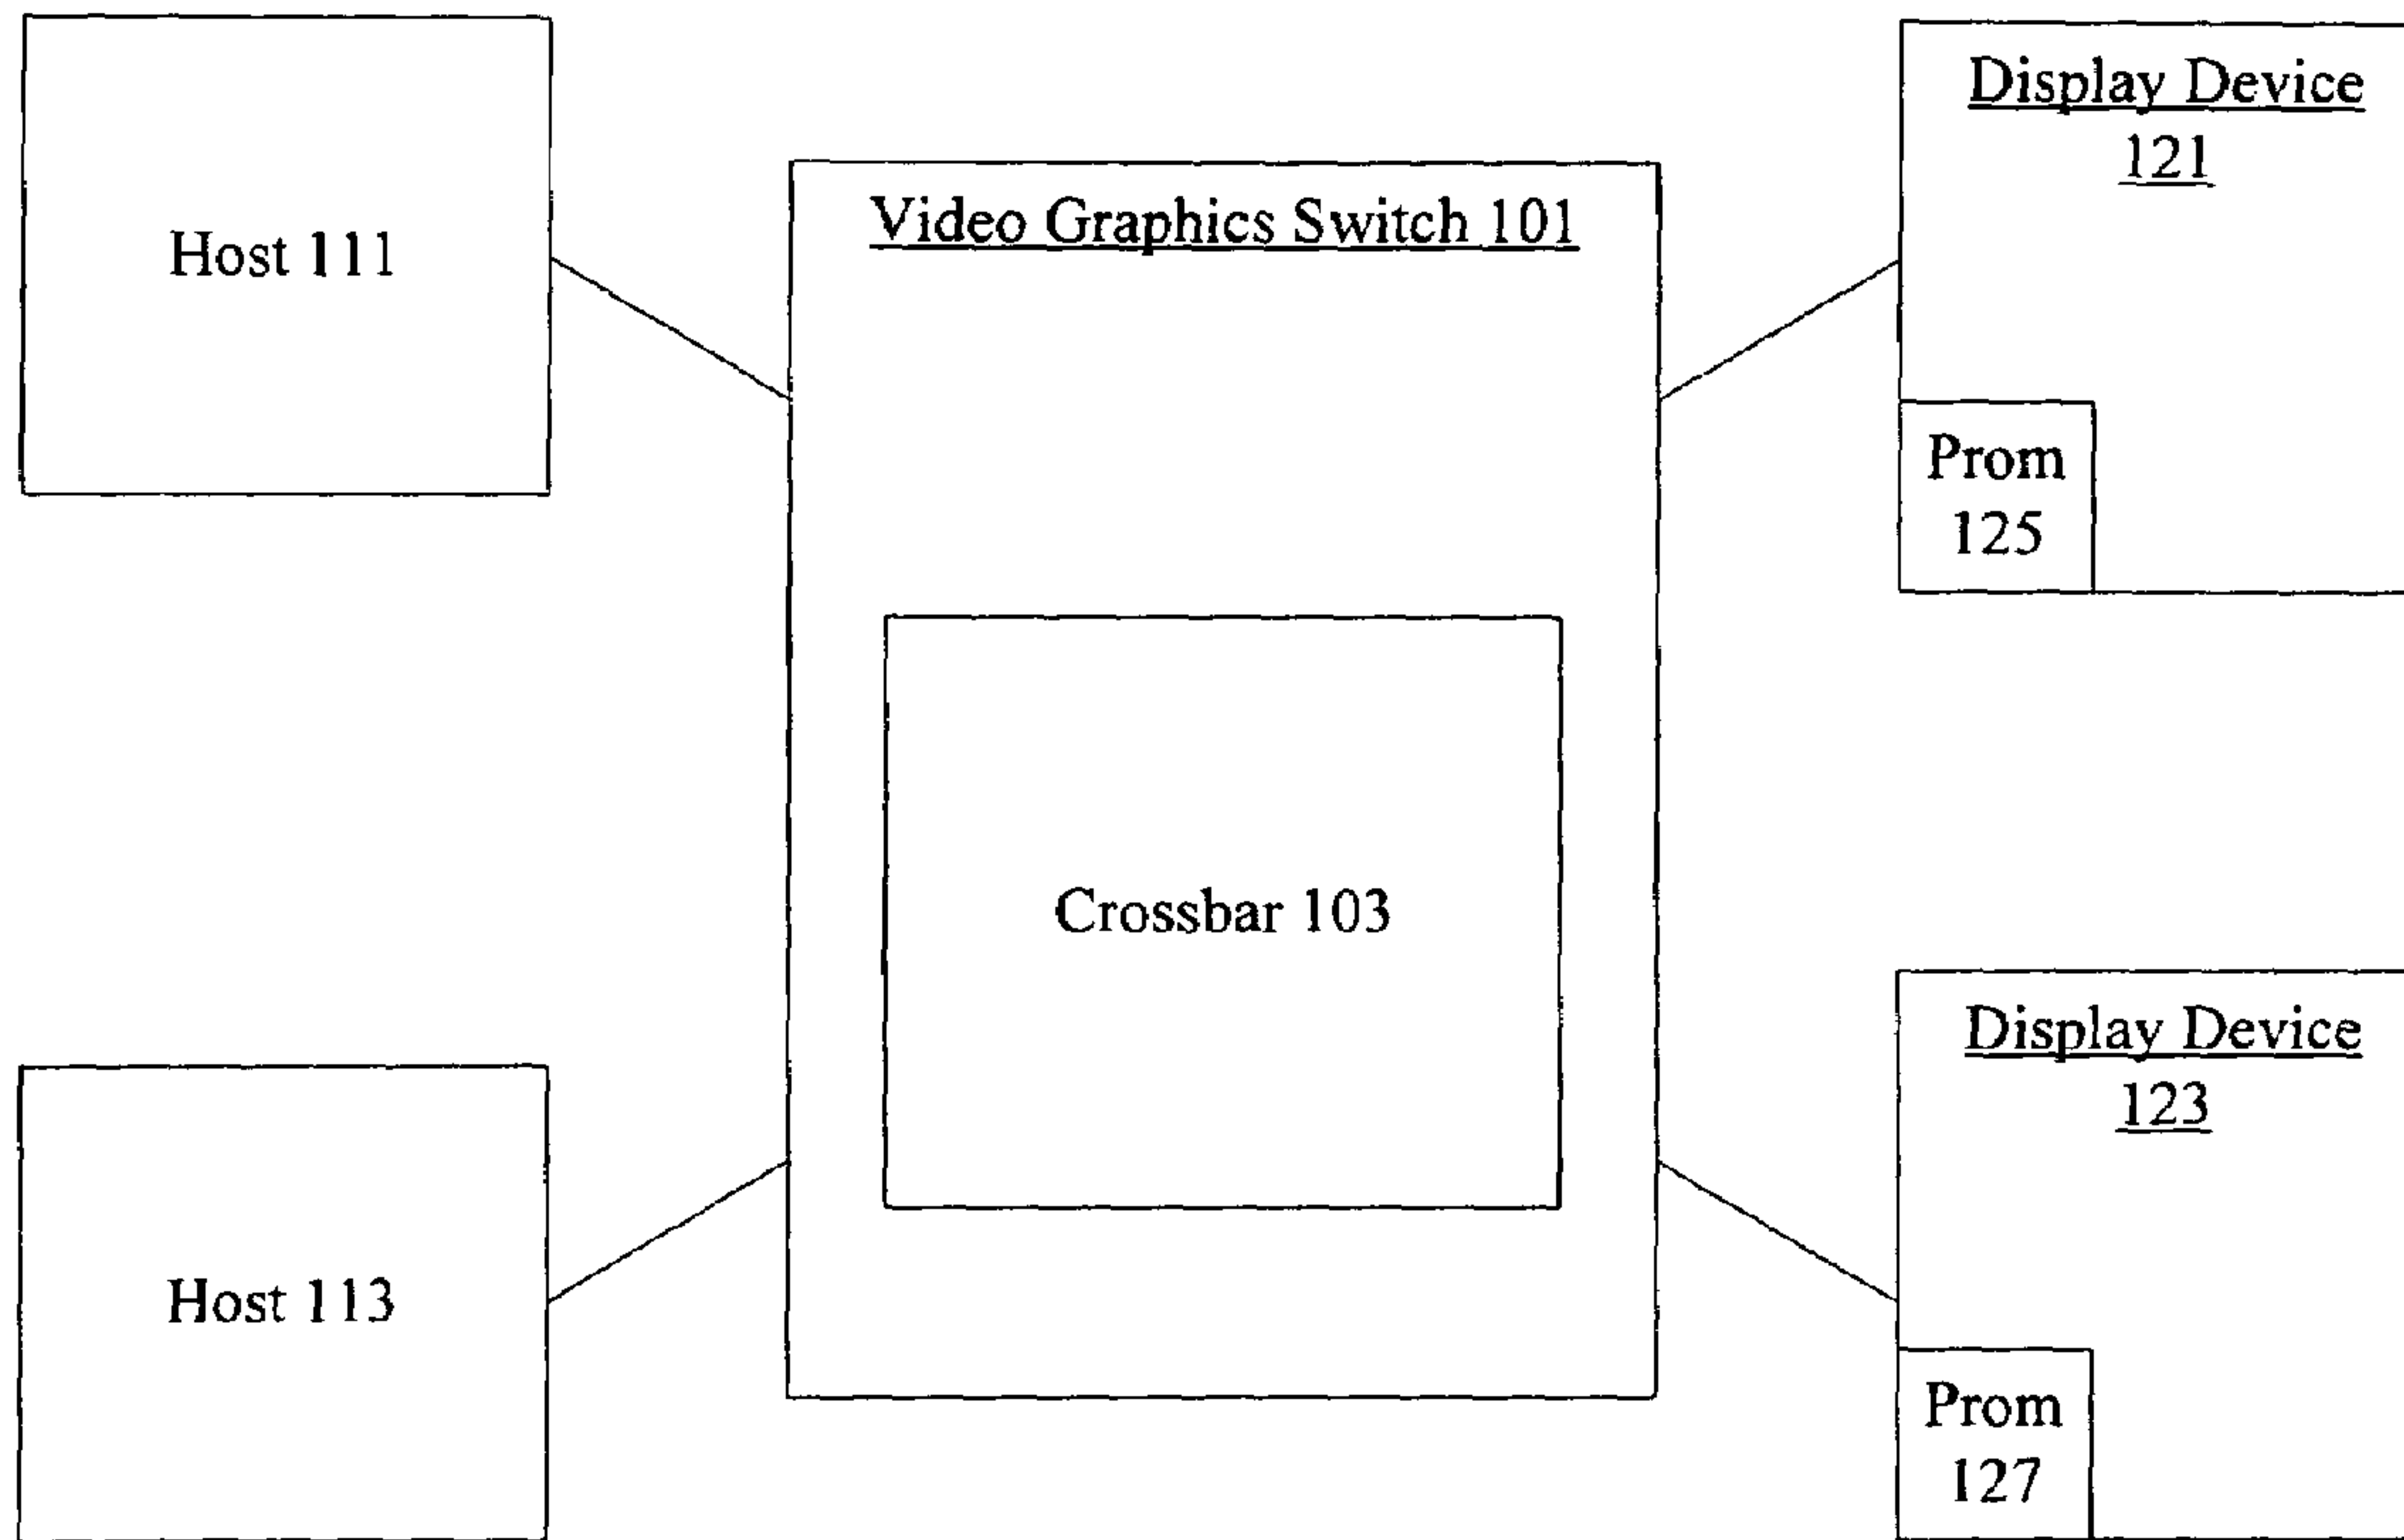 Host 111
Video Graphics Switch 101
Display Device
121
Prom
125
Crossbar 103
Host 113
Display Device
123
Prom
127